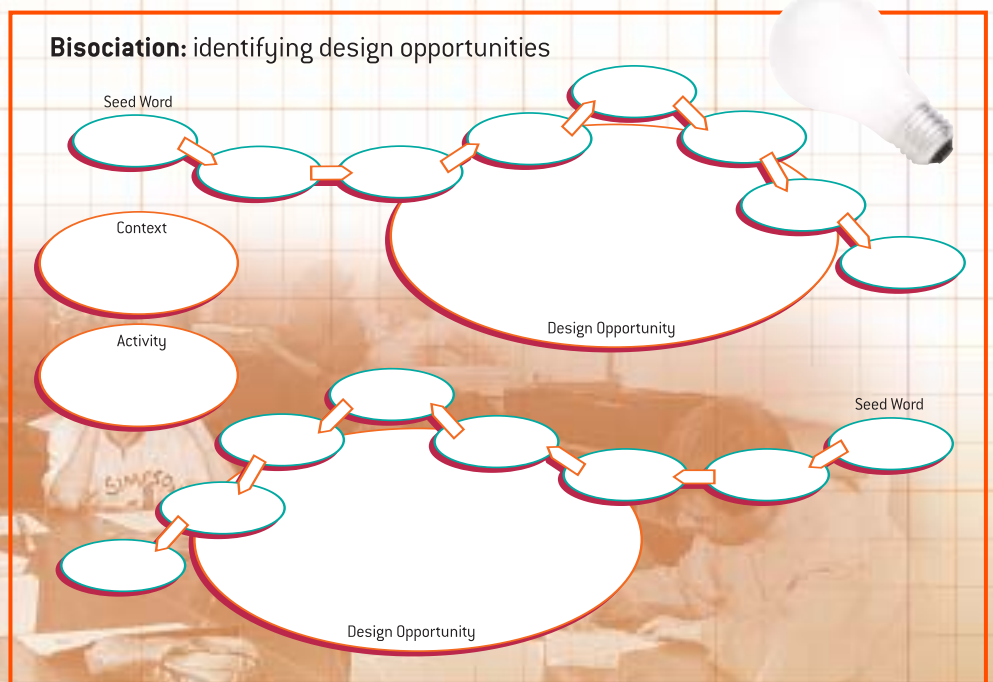 Bisociation: identifying design opportunities
Seed Word
Context
Design Opportunity
Activity
Seed Word
Design Opportunity